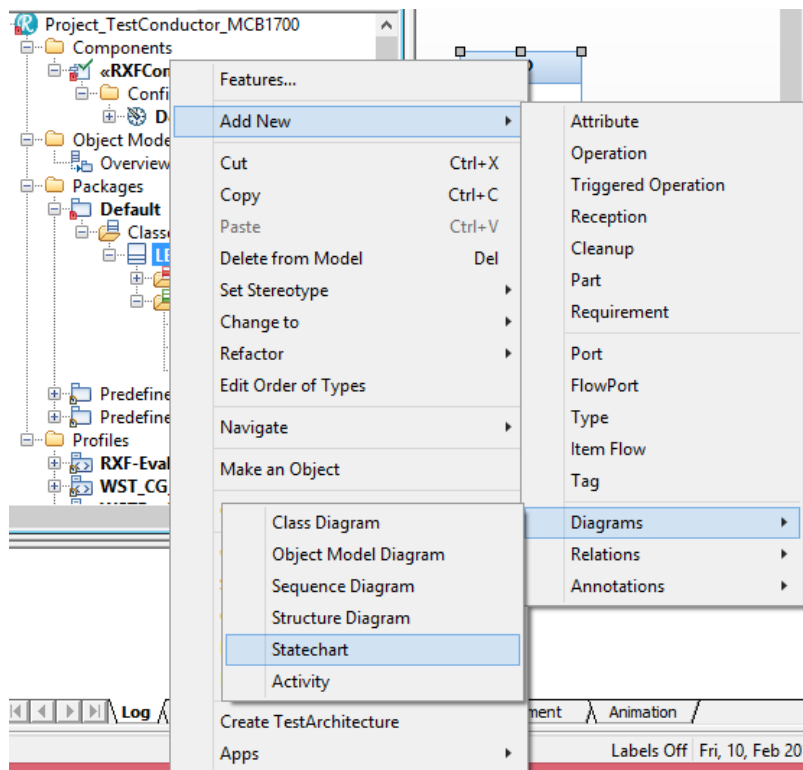 Project_TestConductor_MCB1700
Components
«RXFCon
Confi
D
Object Mode
Overview
Packages
Default
Classe
LE
Predefine
Predefine
Profiles
RXF-Eval
WST_CG_
Features...
Add New
Cut Ctrl+X
Copy Ctrl+C
Paste Ctrl+V
Delete from Model Del
Set Stereotype
Change to
Refactor
Edit Order of Types
Navigate
Make an Object
Attribute
Operation
Triggered Operation
Reception
Cleanup
Part
Requirement
Port
FlowPort
Type
Item Flow
Tag
Diagrams
Relations
Annotations
Class Diagram
Object Model Diagram
Sequence Diagram
Structure Diagram
Statechart
Activity
Create TestArchitecture
Apps
Log
ment
Animation
Labels Off Fri, 10, Feb 20